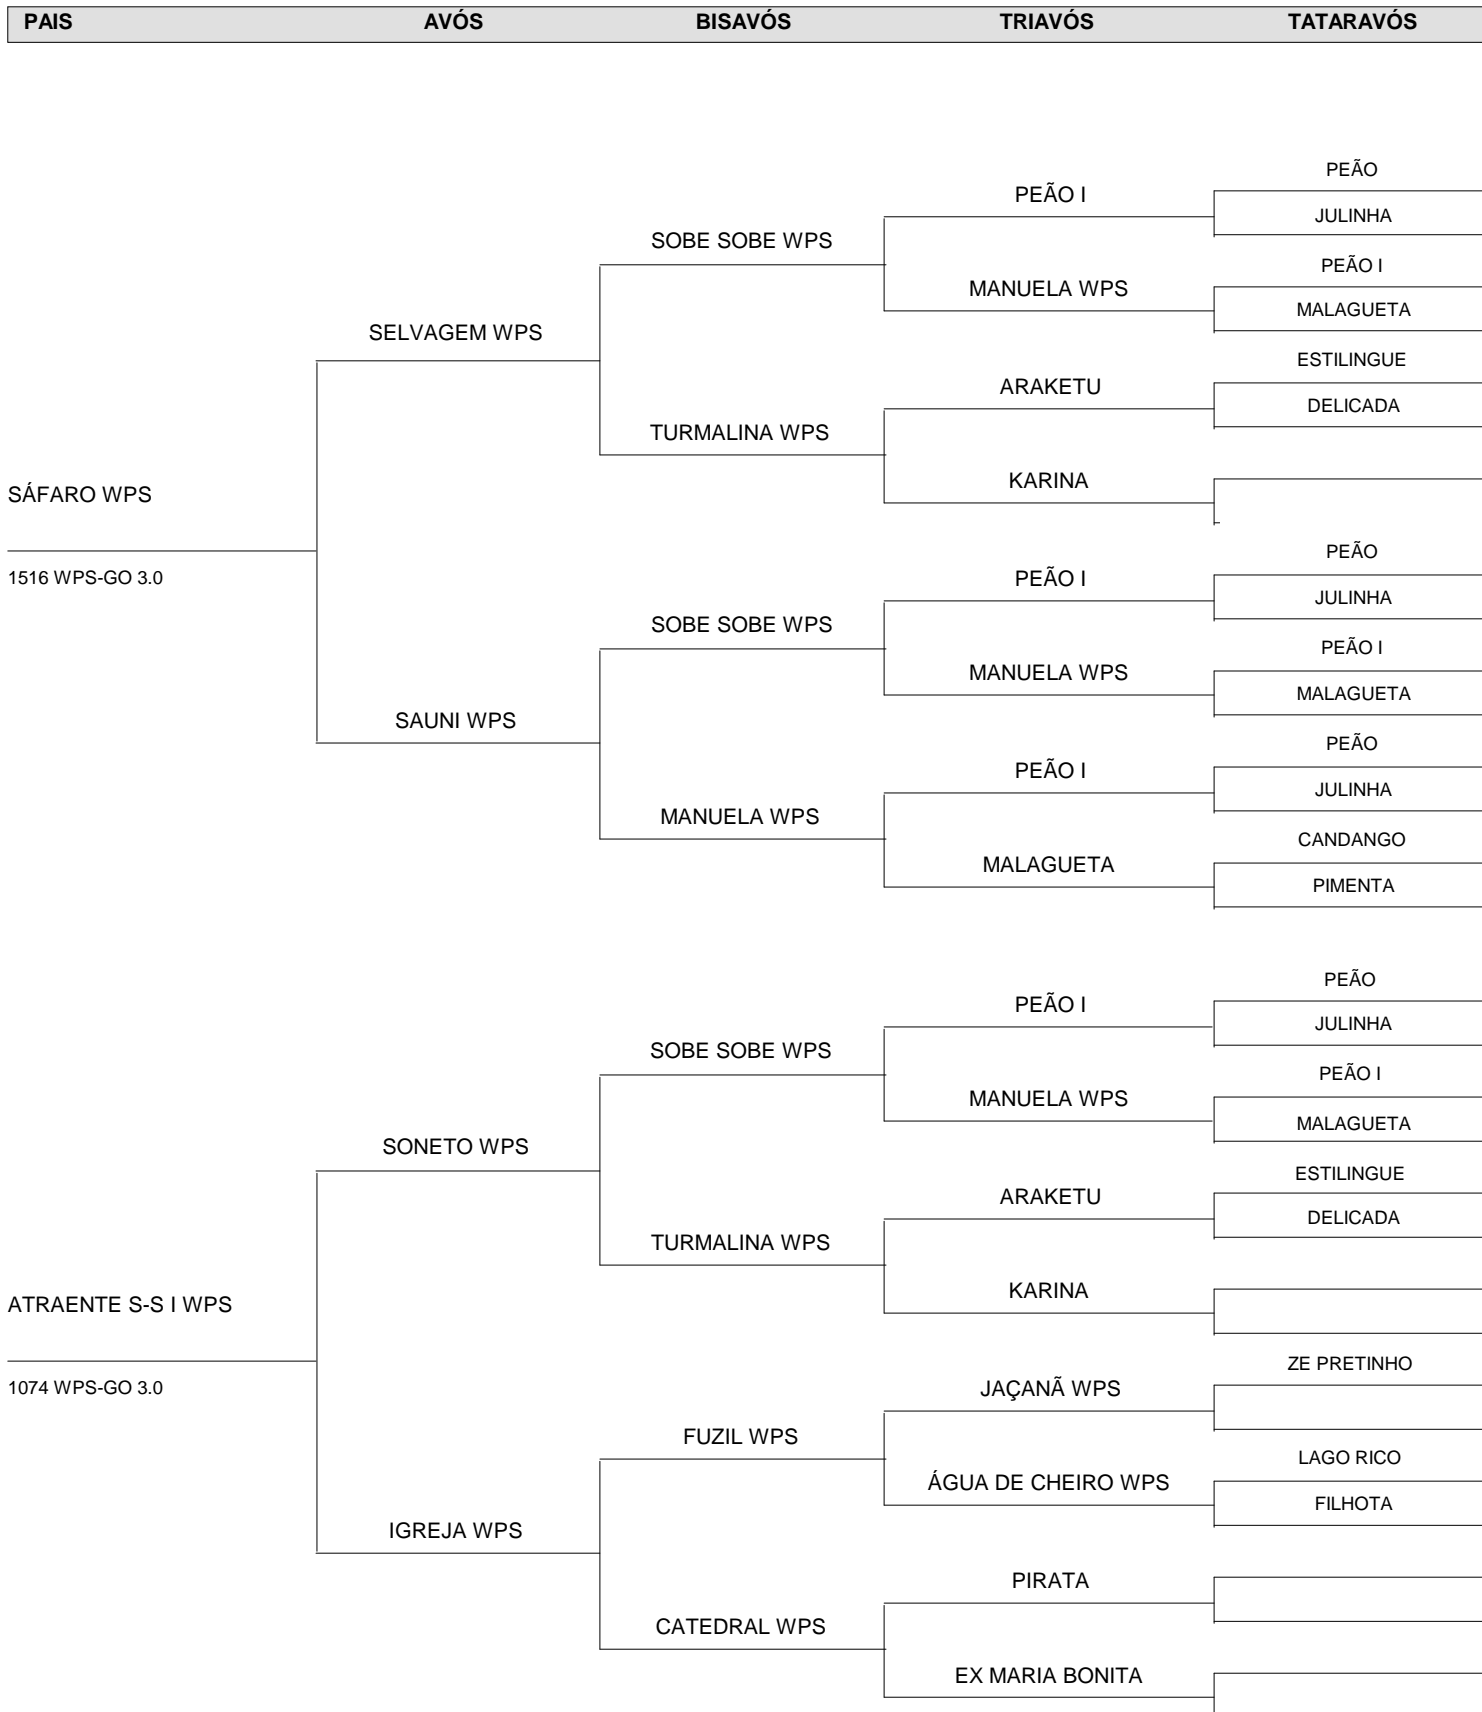 PAIS AVÓS BISAVÓS TRIAVÓS TATARAVÓS
PEÃO
PEÃO I
JULINHA
SOBE SOBE WPS
PEÃO I
MANUELA WPS
MALAGUETA
SELVAGEM WPS
ESTILINGUE
ARAKETU
DELICADA
TURMALINA WPS
KARINA
SÁFARO WPS
PEÃO
1516 WPS-GO 3.0
PEÃO I
JULINHA
SOBE SOBE WPS
PEÃO I
MANUELA WPS
MALAGUETA
SAUNI WPS
PEÃO
PEÃO I
JULINHA
MANUELA WPS
CANDANGO
MALAGUETA
PIMENTA
PEÃO
PEÃO I
JULINHA
SOBE SOBE WPS
PEÃO I
MANUELA WPS
MALAGUETA
SONETO WPS
ESTILINGUE
ARAKETU
DELICADA
TURMALINA WPS
KARINA
ATRAENTE S-S I WPS
ZE PRETINHO
1074 WPS-GO 3.0
JAÇANÃ WPS
FUZIL WPS
LAGO RICO
ÁGUA DE CHEIRO WPS
FILHOTA
IGREJA WPS
PIRATA
CATEDRAL WPS
EX MARIA BONITA